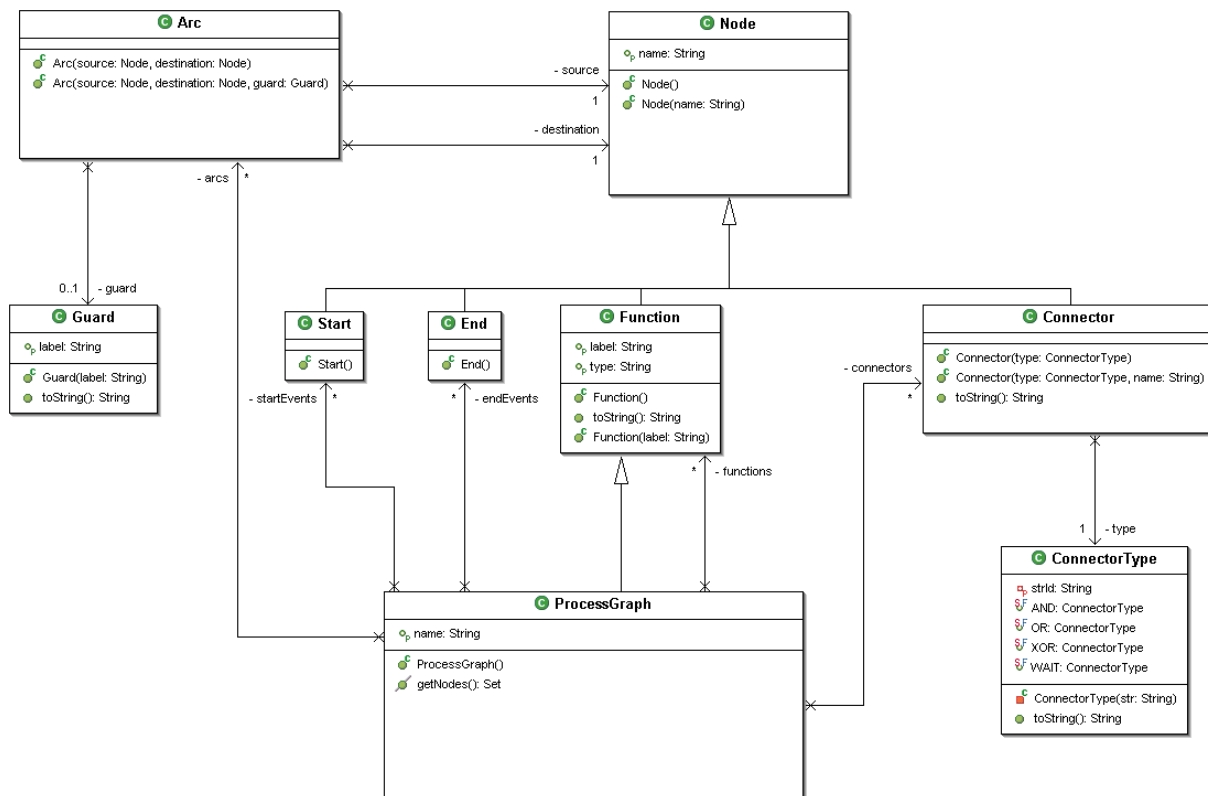 C Arc
Arc(source: Node, destination: Node)
Arc(source: Node, destination: Node, guard: Guard)
C Node
name: String
Node()
Node(name: String)
- source
1
- destination
1
- arcs
*
0..1
- guard
C Guard
label: String
Guard(label: String)
toString(): String
C Start
Start()
C End
End()
C Function
label: String
type: String
Function()
toString(): String
Function(label: String)
C Connector
Connector(type: ConnectorType)
Connector(type: ConnectorType, name: String)
toString(): String
- startEvents
*
*
- endEvents
*
- functions
- connectors
*
1
- type
C ConnectorType
strId: String
AND: ConnectorType
OR: ConnectorType
XOR: ConnectorType
WAIT: ConnectorType
ConnectorType(str: String)
toString(): String
C ProcessGraph
name: String
ProcessGraph()
getNodes(): Set